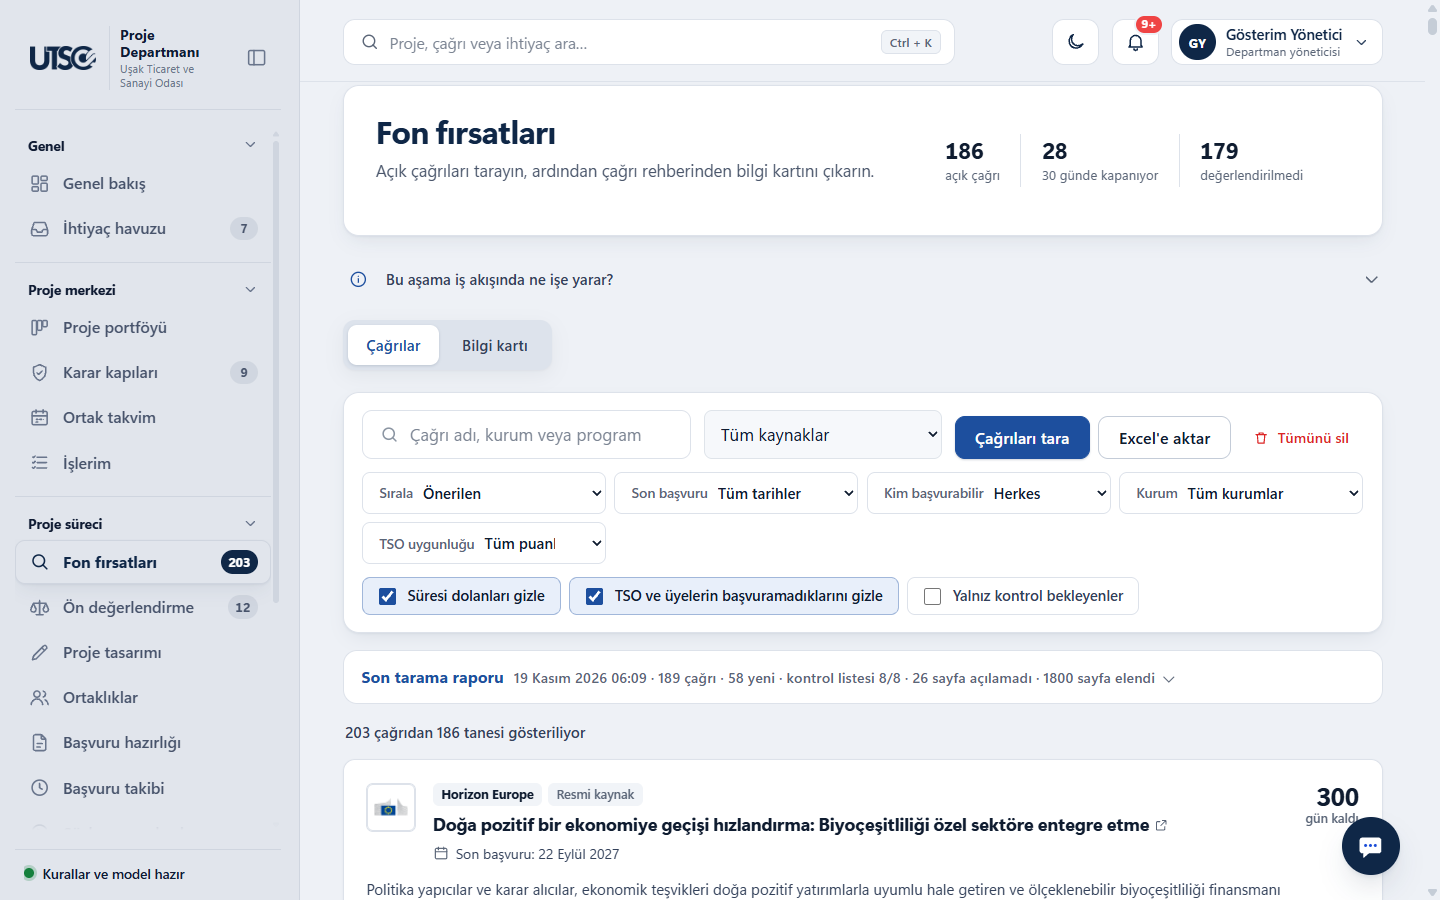 UTSO
Proje
Departmanı
Uşak Ticaret ve
Sanayi Odası
Proje, çağrı veya ihtiyaç ara...
Ctrl + K
9+
GY
Gösterim Yönetici
Departman yöneticisi
Genel
Genel bakış
İhtiyaç havuzu
7
Proje merkezi
Proje portföyü
Karar kapıları
9
Ortak takvim
İşlerim
Proje süreci
Fon fırsatları
203
Ön değerlendirme
12
Proje tasarımı
Ortaklıklar
Başvuru hazırlığı
Başvuru takibi
Kurallar ve model hazır
Fon fırsatları
Açık çağrıları tarayın, ardından çağrı rehberinden bilgi kartını çıkarın.
186
açık çağrı
28
30 günde kapanıyor
179
değerlendirilmedi
Bu aşama iş akışında ne işe yarar?
Çağrılar
Bilgi kartı
Çağrı adı, kurum veya program
Tüm kaynaklar
Çağrıları tara
Excel'e aktar
Tümünü sil
Sırala Önerilen
Son başvuru Tüm tarihler
Kim başvurabilir Herkes
Kurum Tüm kurumlar
TSO uygunluğu Tüm puanl
Süresi dolanları gizle
TSO ve üyelerin başvuramadıklarını gizle
Yalnız kontrol bekleyenler
Son tarama raporu 19 Kasım 2026 06:09 · 189 çağrı · 58 yeni · kontrol listesi 8/8 · 26 sayfa açılamadı · 1800 sayfa elendi
203 çağrıdan 186 tanesi gösteriliyor
Horizon Europe
Resmi kaynak
Doğa pozitif bir ekonomiye geçişi hızlandırma: Biyoçeşitliliği özel sektöre entegre etme
Son başvuru: 22 Eylül 2027
300
gün kaldı
Politika yapıcılar ve karar alıcılar, ekonomik teşvikleri doğa pozitif yatırımlarla uyumlu hale getiren ve ölçeklenebilir biyoçeşitliliği finansmanı